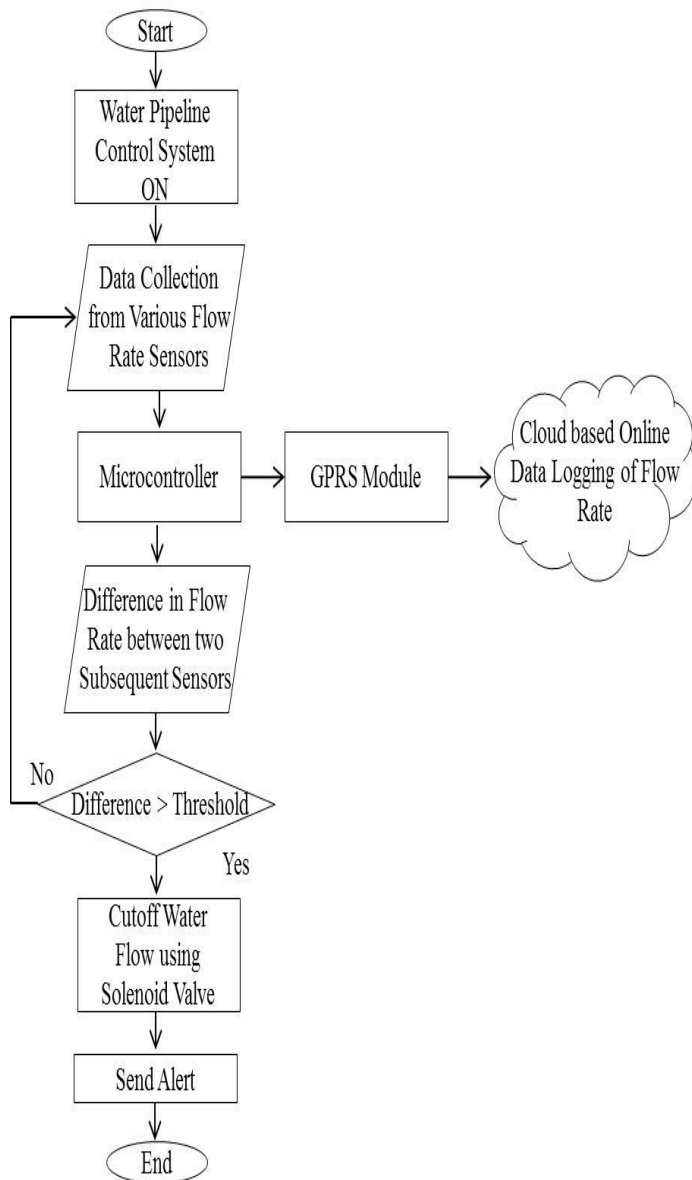 Start
Water Pipeline
Control System
ON
Data Collection
from Various Flow
Rate Sensors
Microcontroller
GPRS Module
Cloud based Online
Data Logging of Flow
Rate
Difference in Flow
Rate between two
Subsequent Sensors
No
Difference > Threshold
Yes
Cutoff Water
Flow using
Solenoid Valve
Send Alert
End